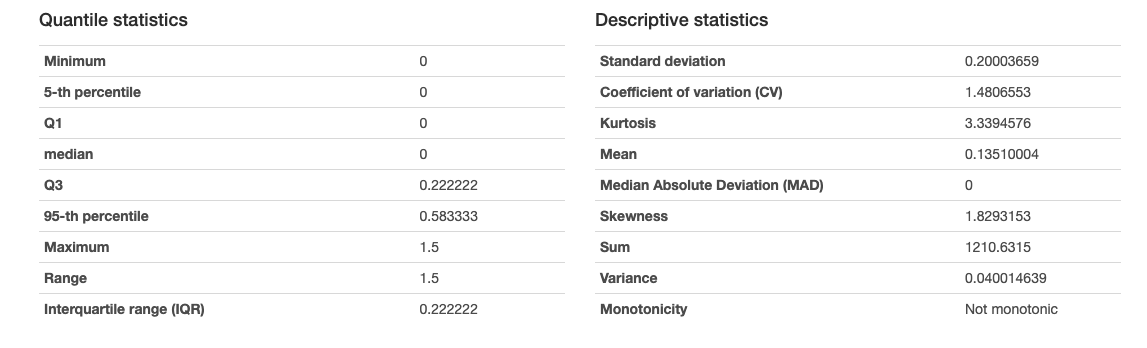 Quantile statistics
Minimum 0
5-th percentile 0
Q1 0
median 0
Q3 0.222222
95-th percentile 0.583333
Maximum 1.5
Range 1.5
Interquartile range (IQR) 0.222222
Descriptive statistics
Standard deviation 0.20003659
Coefficient of variation (CV) 1.4806553
Kurtosis 3.3394576
Mean 0.13510004
Median Absolute Deviation (MAD) 0
Skewness 1.8293153
Sum 1210.6315
Variance 0.040014639
Monotonicity Not monotonic